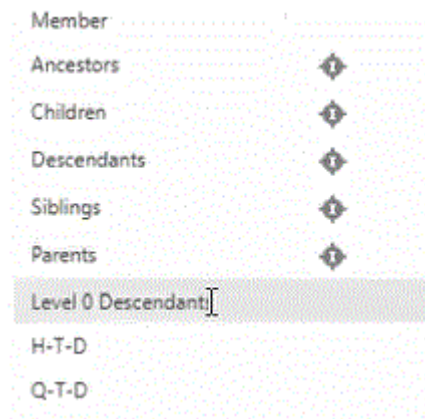 Member
Ancestors
Children
Descendants
Siblings
Parents
Level 0 Descendants
H-T-D
Q-T-D